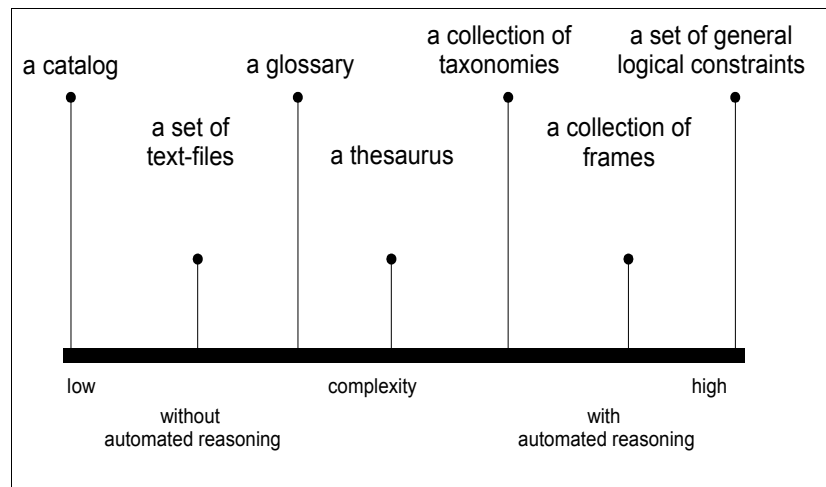 a catalog
a set of
text-files
a glossary
a thesaurus
a collection of
taxonomies
a collection of
frames
a set of general
logical constraints
low
complexity
high
without
automated reasoning
with
automated reasoning